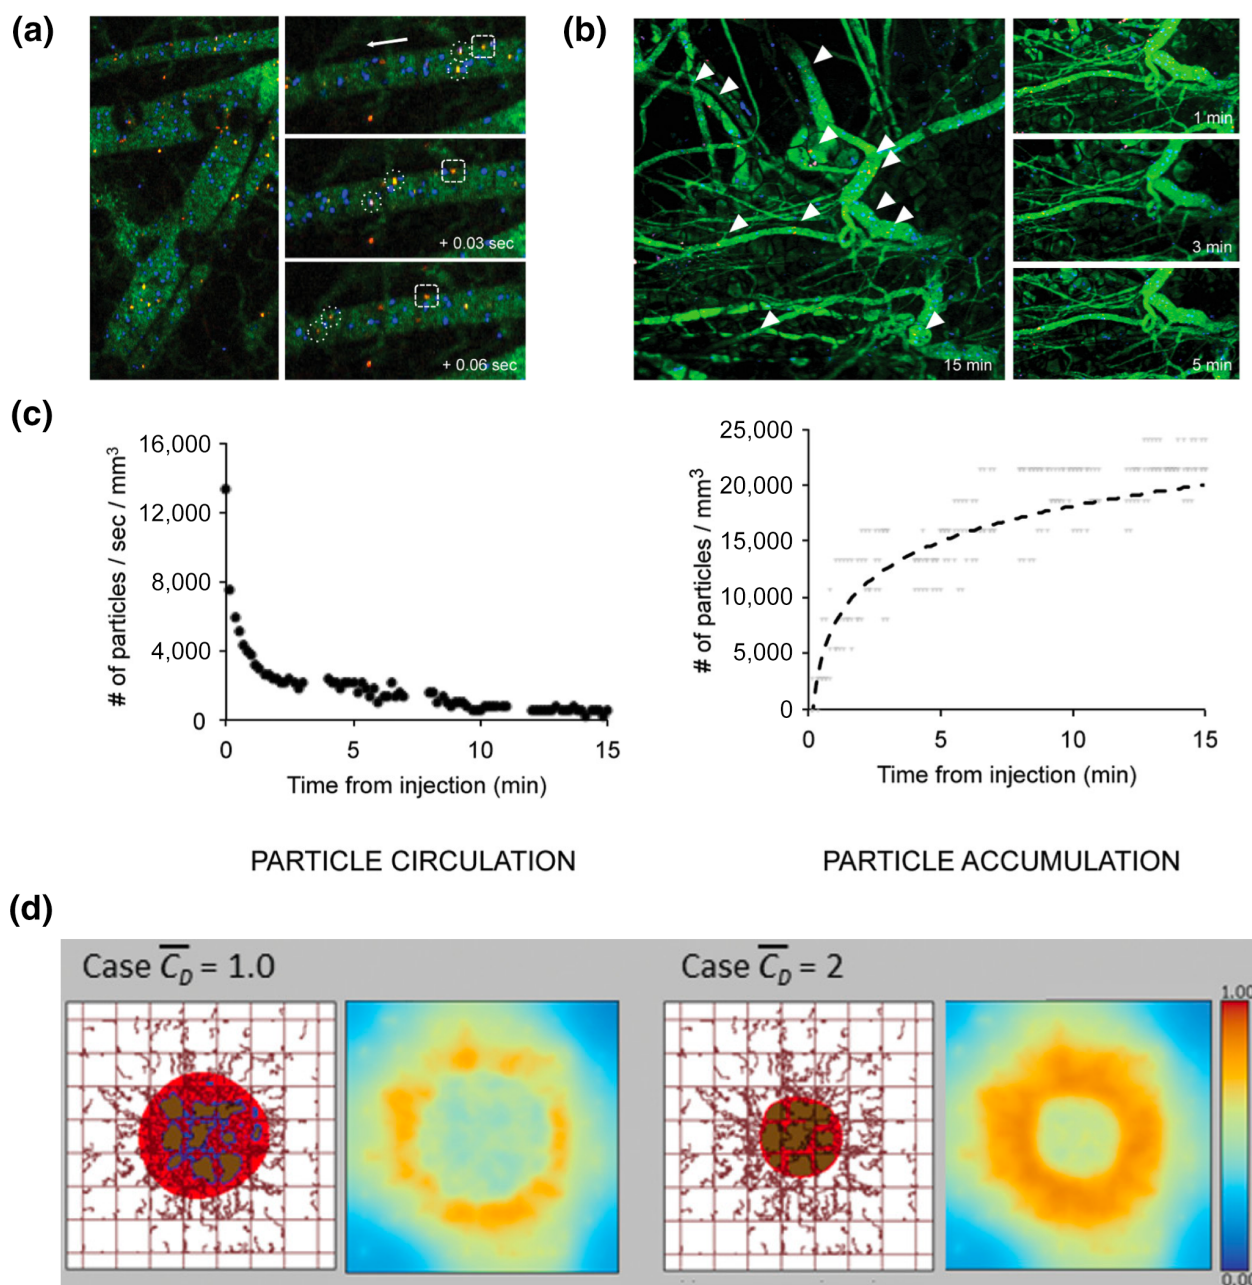 (a)
+ 0.03 sec
+ 0.06 sec
(b)
15 min
1 min
3 min
5 min
(c)
# of particles / sec / mm³
16,000
12,000
8,000
4,000
0
0 5 10 15
Time from injection (min)
PARTICLE CIRCULATION
# of particles / mm³
25,000
20,000
15,000
10,000
5,000
0
0 5 10 15
Time from injection (min)
PARTICLE ACCUMULATION
(d)
Case C̅_D = 1.0
Case C̅_D = 2
1.00
0.00